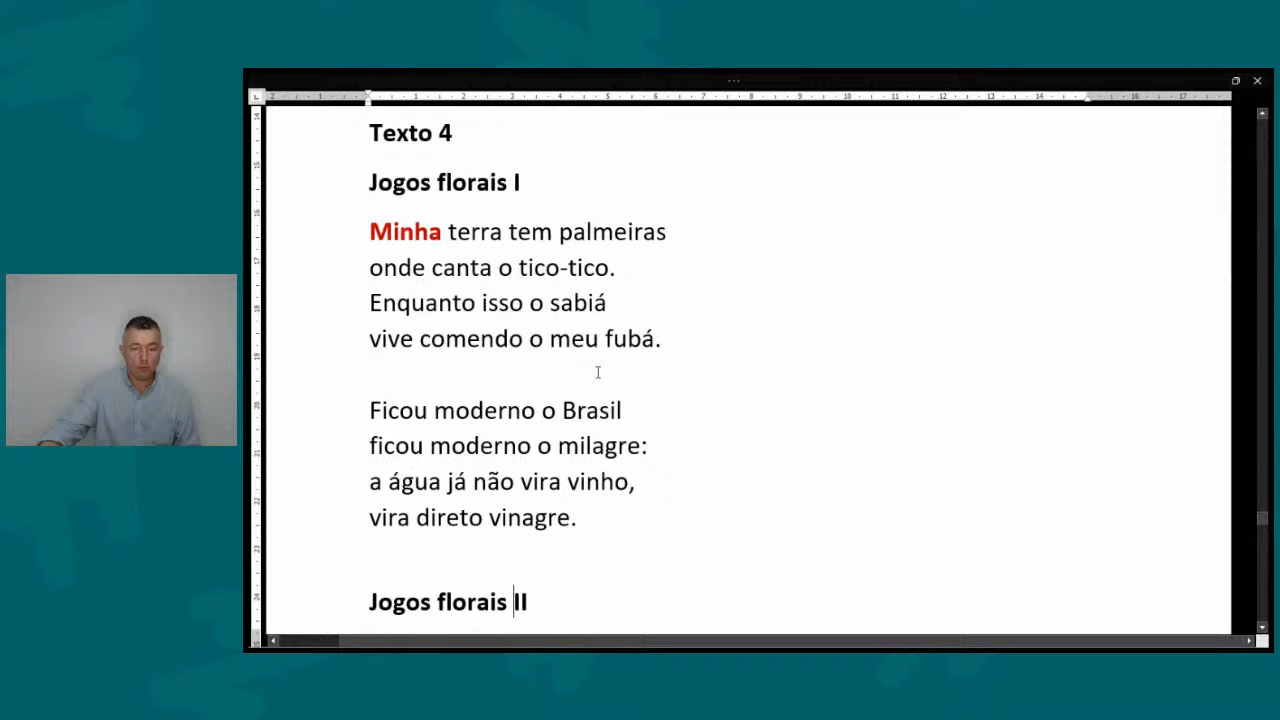 Texto 4
Jogos florais I
Minha terra tem palmeiras
onde canta o tico-tico.
Enquanto isso o sabiá
vive comendo o meu fubá.
Ficou moderno o Brasil
ficou moderno o milagre:
a água já não vira vinho,
vira direto vinagre.
Jogos florais II